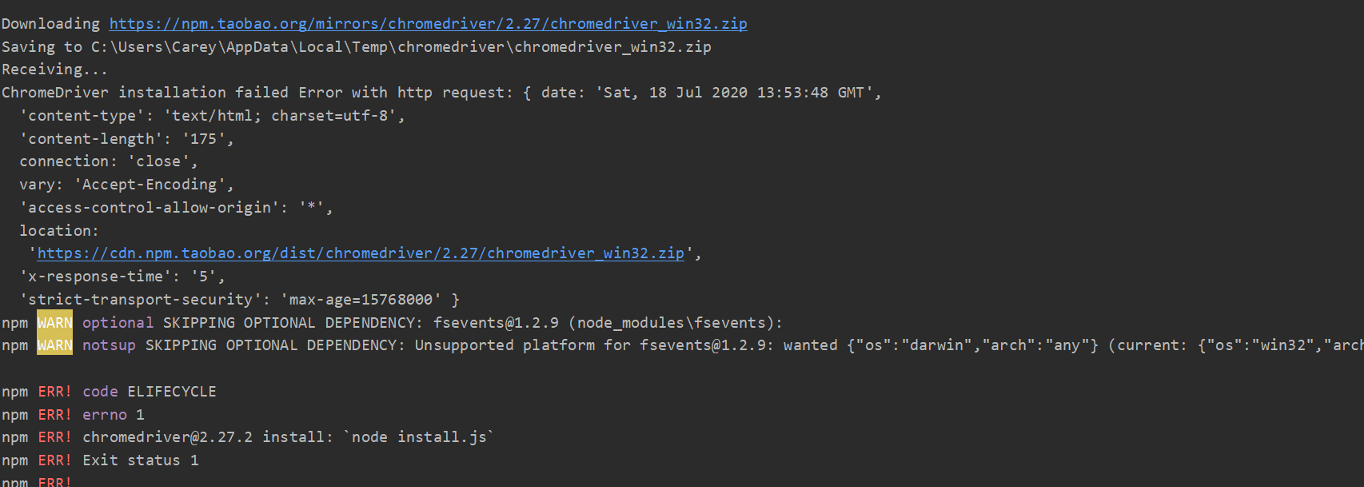 Downloading https://npm.taobao.org/mirrors/chromedriver/2.27/chromedriver_win32.zip
Saving to C:\Users\Carey\AppData\Local\Temp\chromedriver\chromedriver_win32.zip
Receiving...
ChromeDriver installation failed Error with http request: { date: 'Sat, 18 Jul 2020 13:53:48 GMT',
  'content-type': 'text/html; charset=utf-8',
  'content-length': '175',
  connection: 'close',
  vary: 'Accept-Encoding',
  'access-control-allow-origin': '*',
  location:
   'https://cdn.npm.taobao.org/dist/chromedriver/2.27/chromedriver_win32.zip',
  'x-response-time': '5',
  'strict-transport-security': 'max-age=15768000' }
npm WARN optional SKIPPING OPTIONAL DEPENDENCY: fsevents@1.2.9 (node_modules\fsevents):
npm WARN notsup SKIPPING OPTIONAL DEPENDENCY: Unsupported platform for fsevents@1.2.9: wanted {"os":"darwin","arch":"any"} (current: {"os":"win32","arch
npm ERR! code ELIFECYCLE
npm ERR! errno 1
npm ERR! chromedriver@2.27.2 install: `node install.js`
npm ERR! Exit status 1
npm ERR!